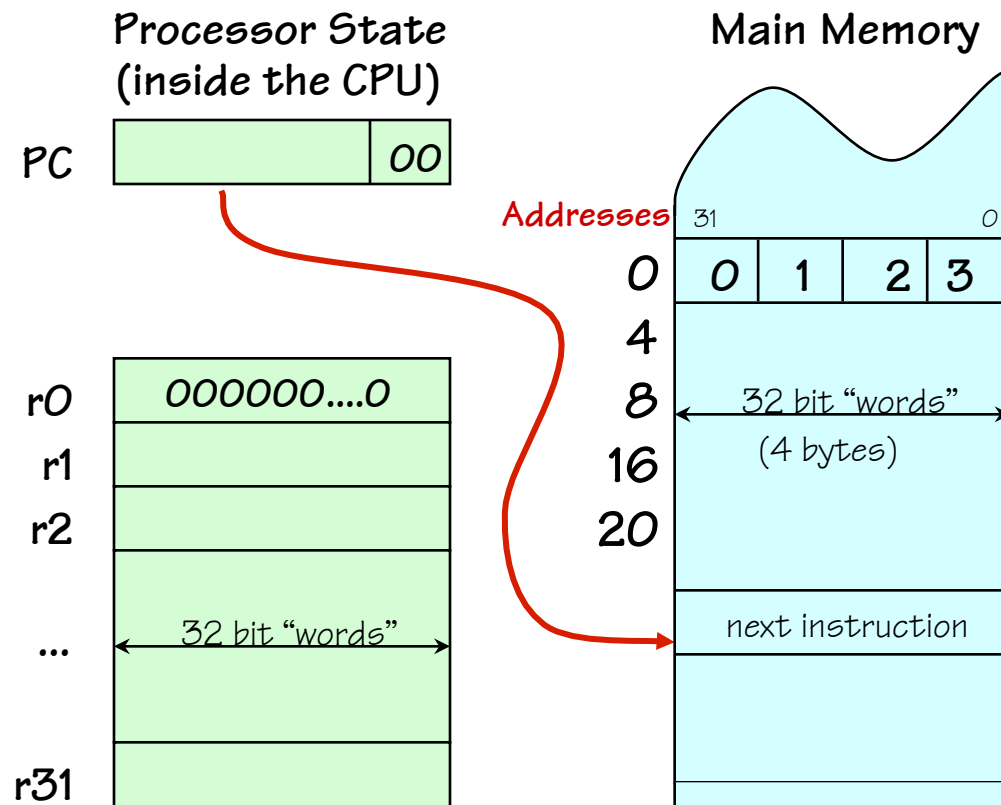 Processor State
(inside the CPU)
PC
00
r0
000000....0
r1
r2
...
32 bit “words”
r31
Main Memory
Addresses
31
0
0
0
1
2
3
4
8
32 bit “words”
(4 bytes)
16
20
next instruction